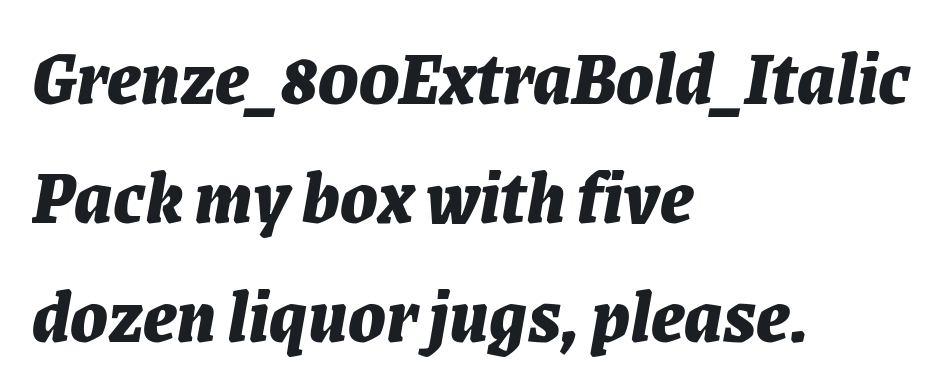 Grenze_800ExtraBold_Italic
Pack my box with five
dozen liquor jugs, please.